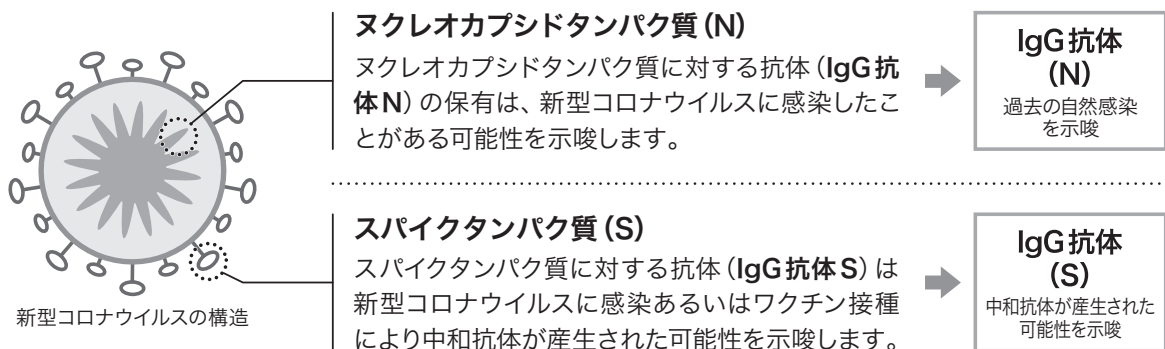 ヌクレオカプシドタンパク質(N)
ヌクレオカプシドタンパク質に対する抗体(IgG抗
体N)の保有は、新型コロナウイルスに感染したこ
とがある可能性を示唆します。
IgG抗体
(N)
過去の自然感染
を示唆
スパイクタンパク質(S)
スパイクタンパク質に対する抗体(IgG抗体S)は
新型コロナウイルスに感染あるいはワクチン接種
により中和抗体が産生された可能性を示唆します。
IgG抗体
(S)
中和抗体が産生された
可能性を示唆
新型コロナウイルスの構造